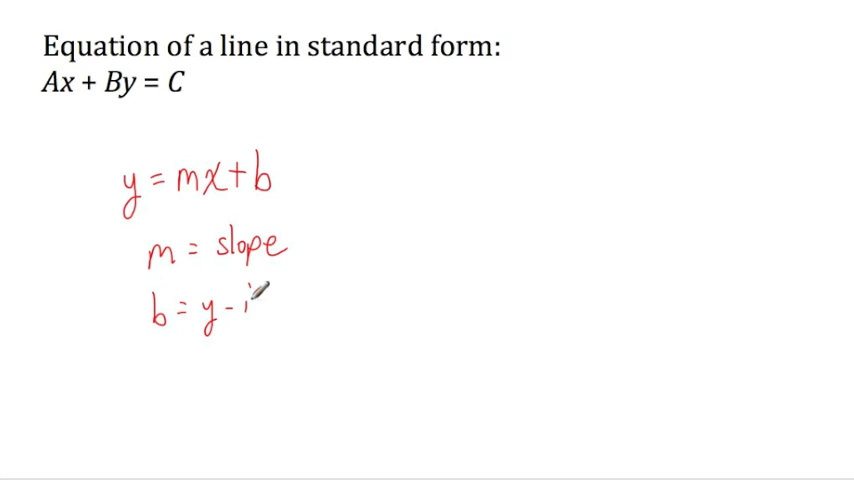 Equation of a line in standard form:
Ax + By = C
y = mx + b
m = slope
b = y - i